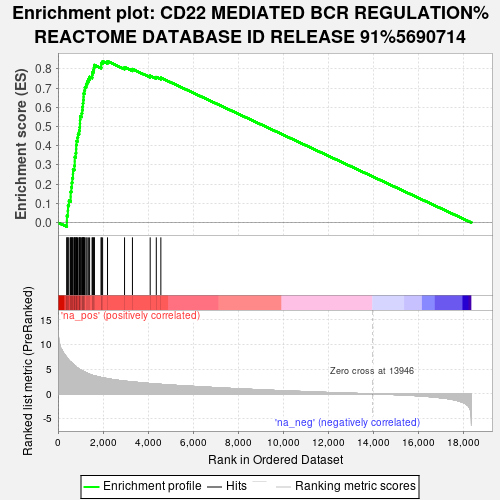 Enrichment plot: CD22 MEDIATED BCR REGULATION%
REACTOME DATABASE ID RELEASE 91%5690714
Enrichment score (ES)
0.8
0.7
0.6
0.5
0.4
0.3
0.2
0.1
0.0
'na_pos' (positively correlated)
Ranked list metric (PreRanked)
15
10
5
0
-5
Zero cross at 13946
'na_neg' (negatively correlated)
0 2,000 4,000 6,000 8,000 10,000 12,000 14,000 16,000 18,000
Rank in Ordered Dataset
Enrichment profile Hits Ranking metric scores